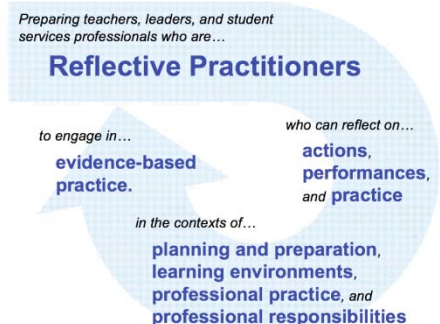 Preparing teachers, leaders, and student
services professionals who are…
Reflective Practitioners
who can reflect on…
actions,
performances,
and practice
in the contexts of…
planning and preparation,
learning environments,
professional practice, and
professional responsibilities
to engage in…
evidence-based
practice.